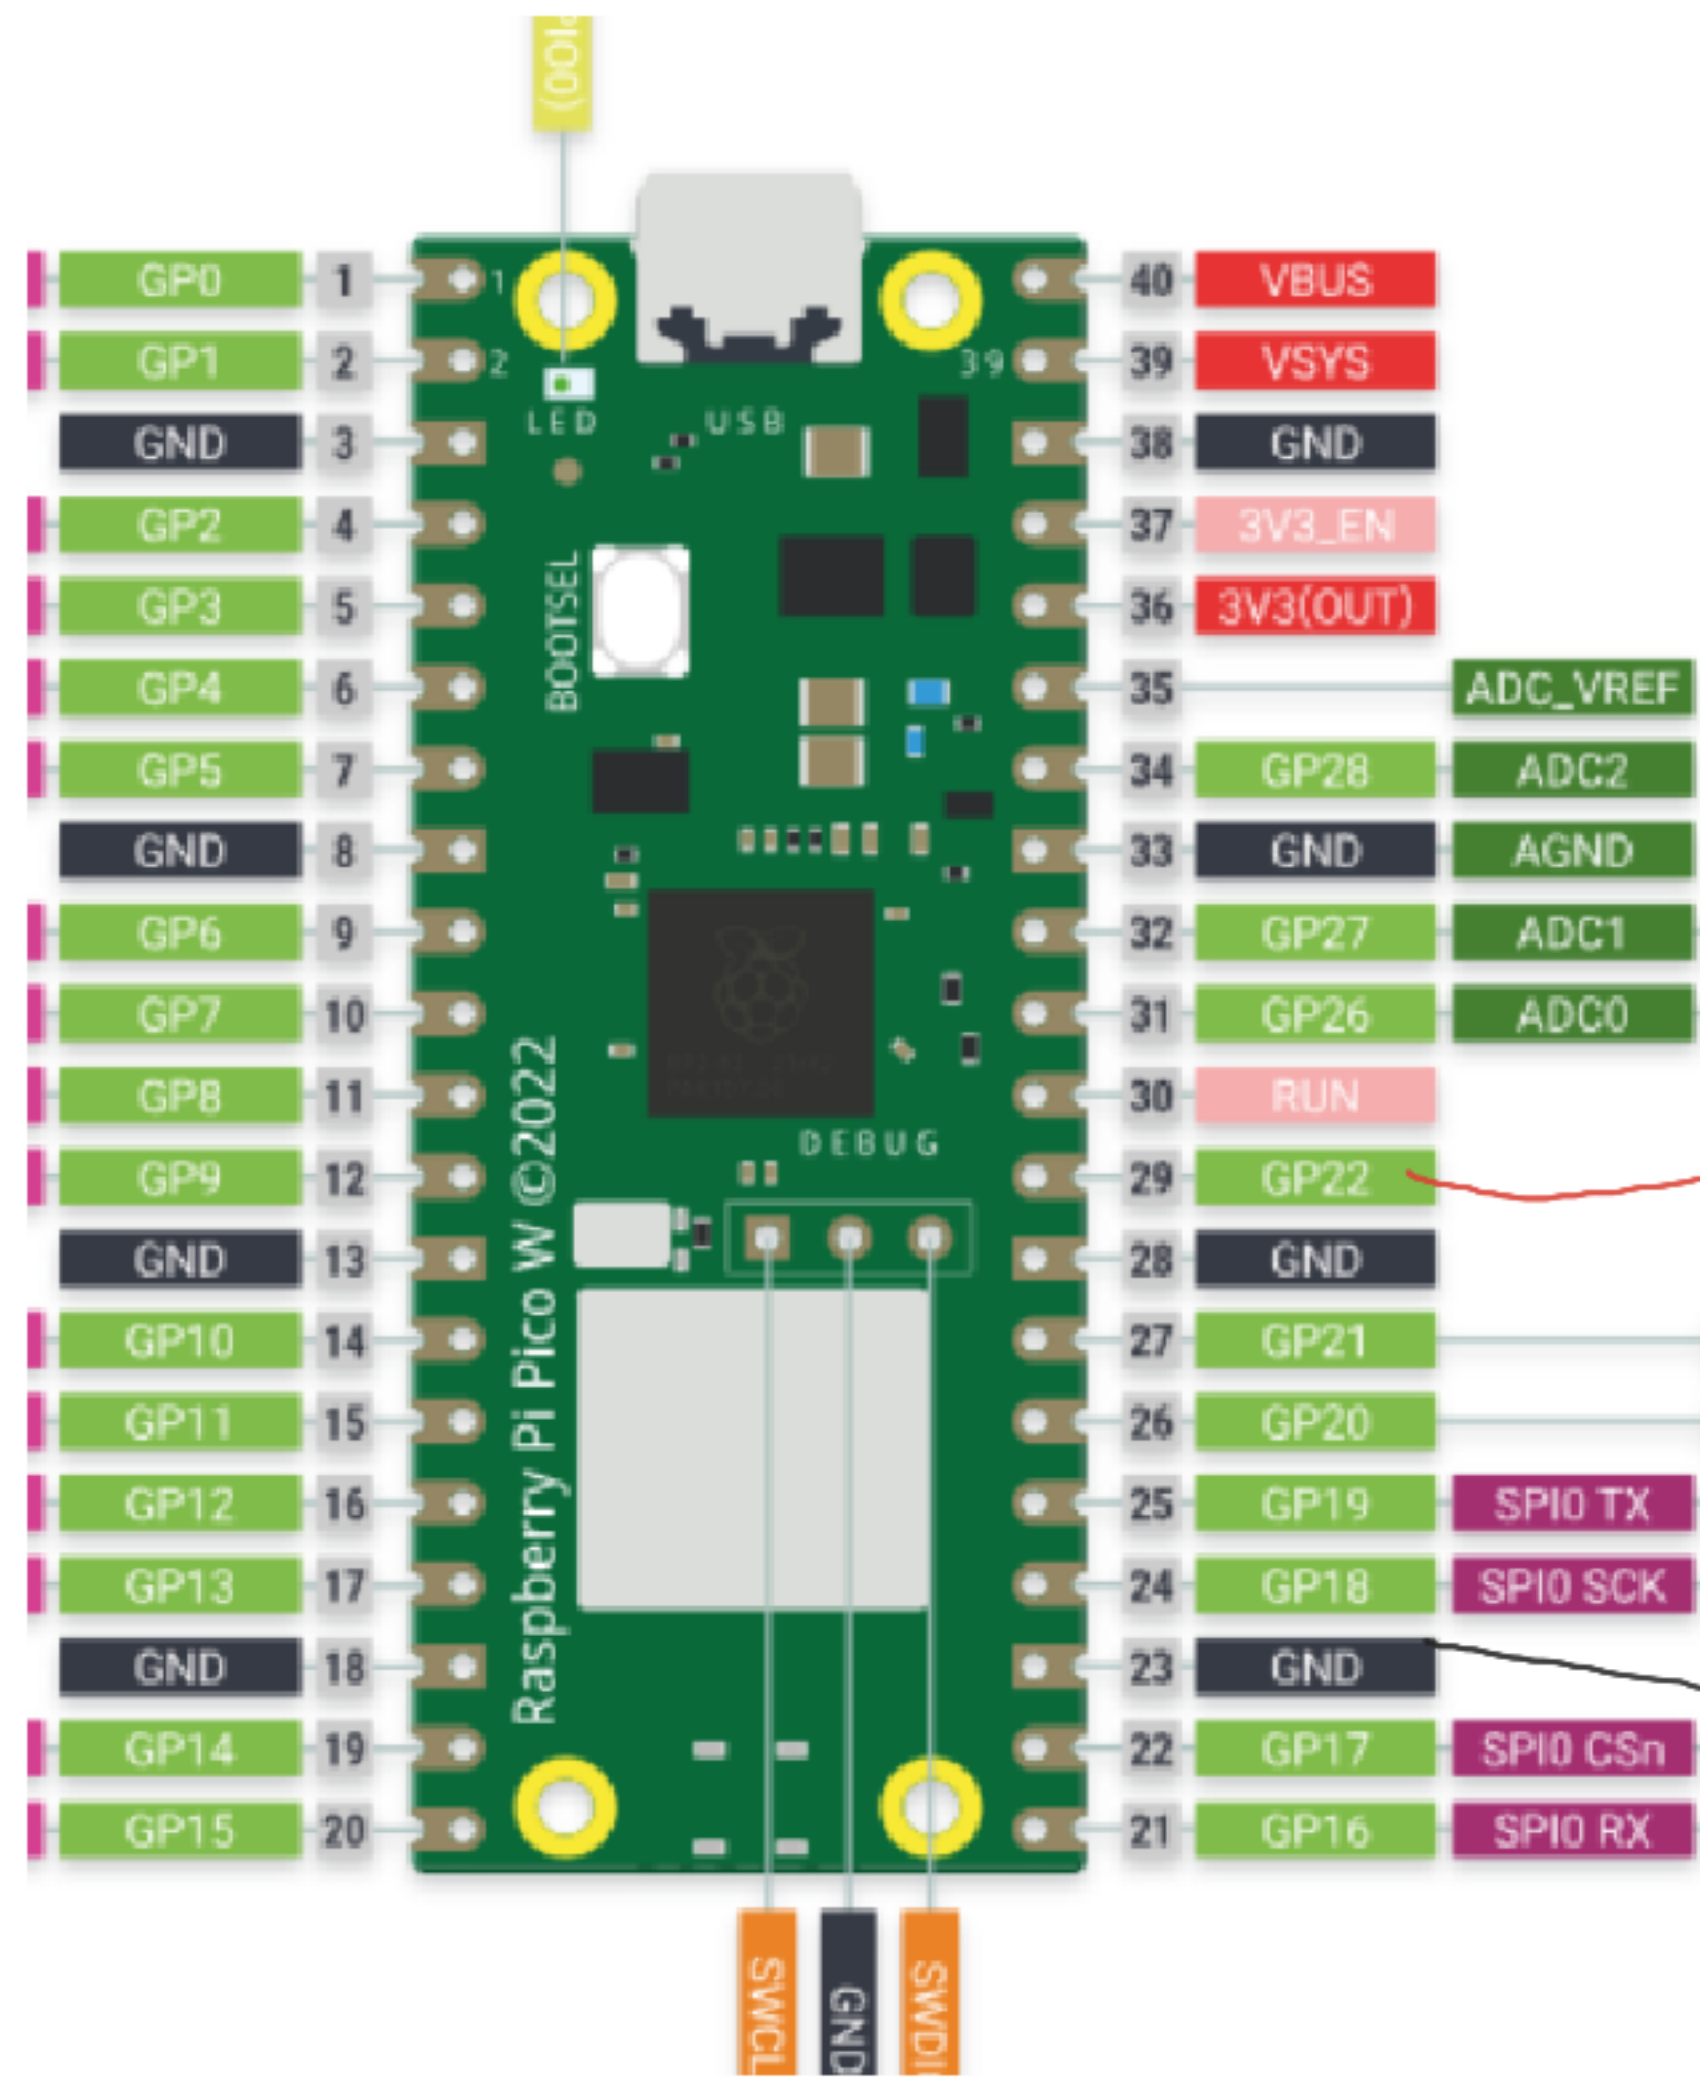 GP0 1 1 40 VBUS
GP1 2 2 39 39 VSYS
LED USB
GND 3 38 GND
GP2 4 37 3V3_EN
BOOTSEL
GP3 5 36 3V3(OUT)
GP4 6 35 ADC_VREF
GP5 7 34 GP28 ADC2
GND 8 33 GND AGND
GP6 9 32 GP27 ADC1
GP7 10 31 GP26 ADC0
GP8 11 30 RUN
DEBUG
GP9 12 29 GP22
GND 13 28 GND
Raspberry Pi Pico W ©2022
GP10 14 27 GP21
GP11 15 26 GP20
GP12 16 25 GP19 SPI0 TX
GP13 17 24 GP18 SPI0 SCK
GND 18 23 GND
GP14 19 22 GP17 SPI0 CSn
GP15 20 21 GP16 SPI0 RX
GND